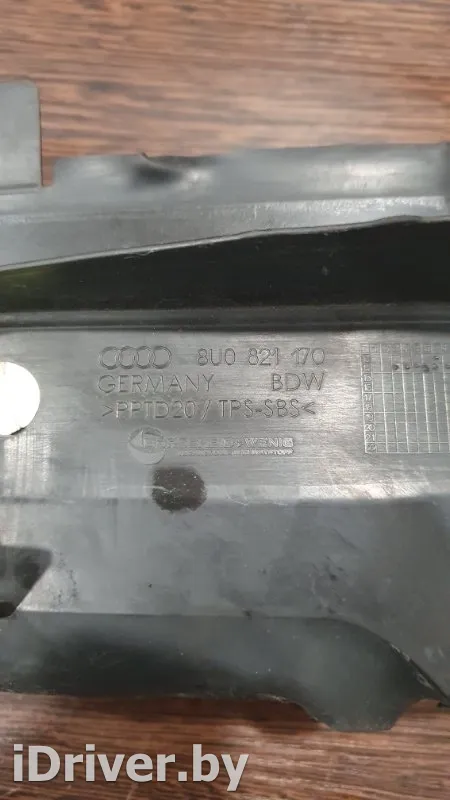 8U0 821 170
GERMANY BDW
>PPTD20 / TPS-SBS<
iDriver.by